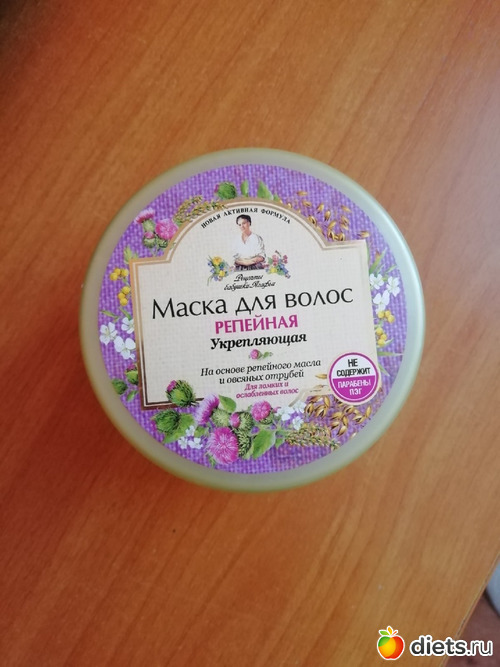 НОВАЯ АКТИВНАЯ ФОРМУЛА
Рецепты
бабушки Агафьи
Маска для волос
РЕПЕЙНАЯ
Укрепляющая
На основе репейного масла
и овсяных отрубей
Для ломких и
ослабленных волос
НЕ
СОДЕРЖИТ
ПАРАБЕНЫ
ПЭГ
diets.ru